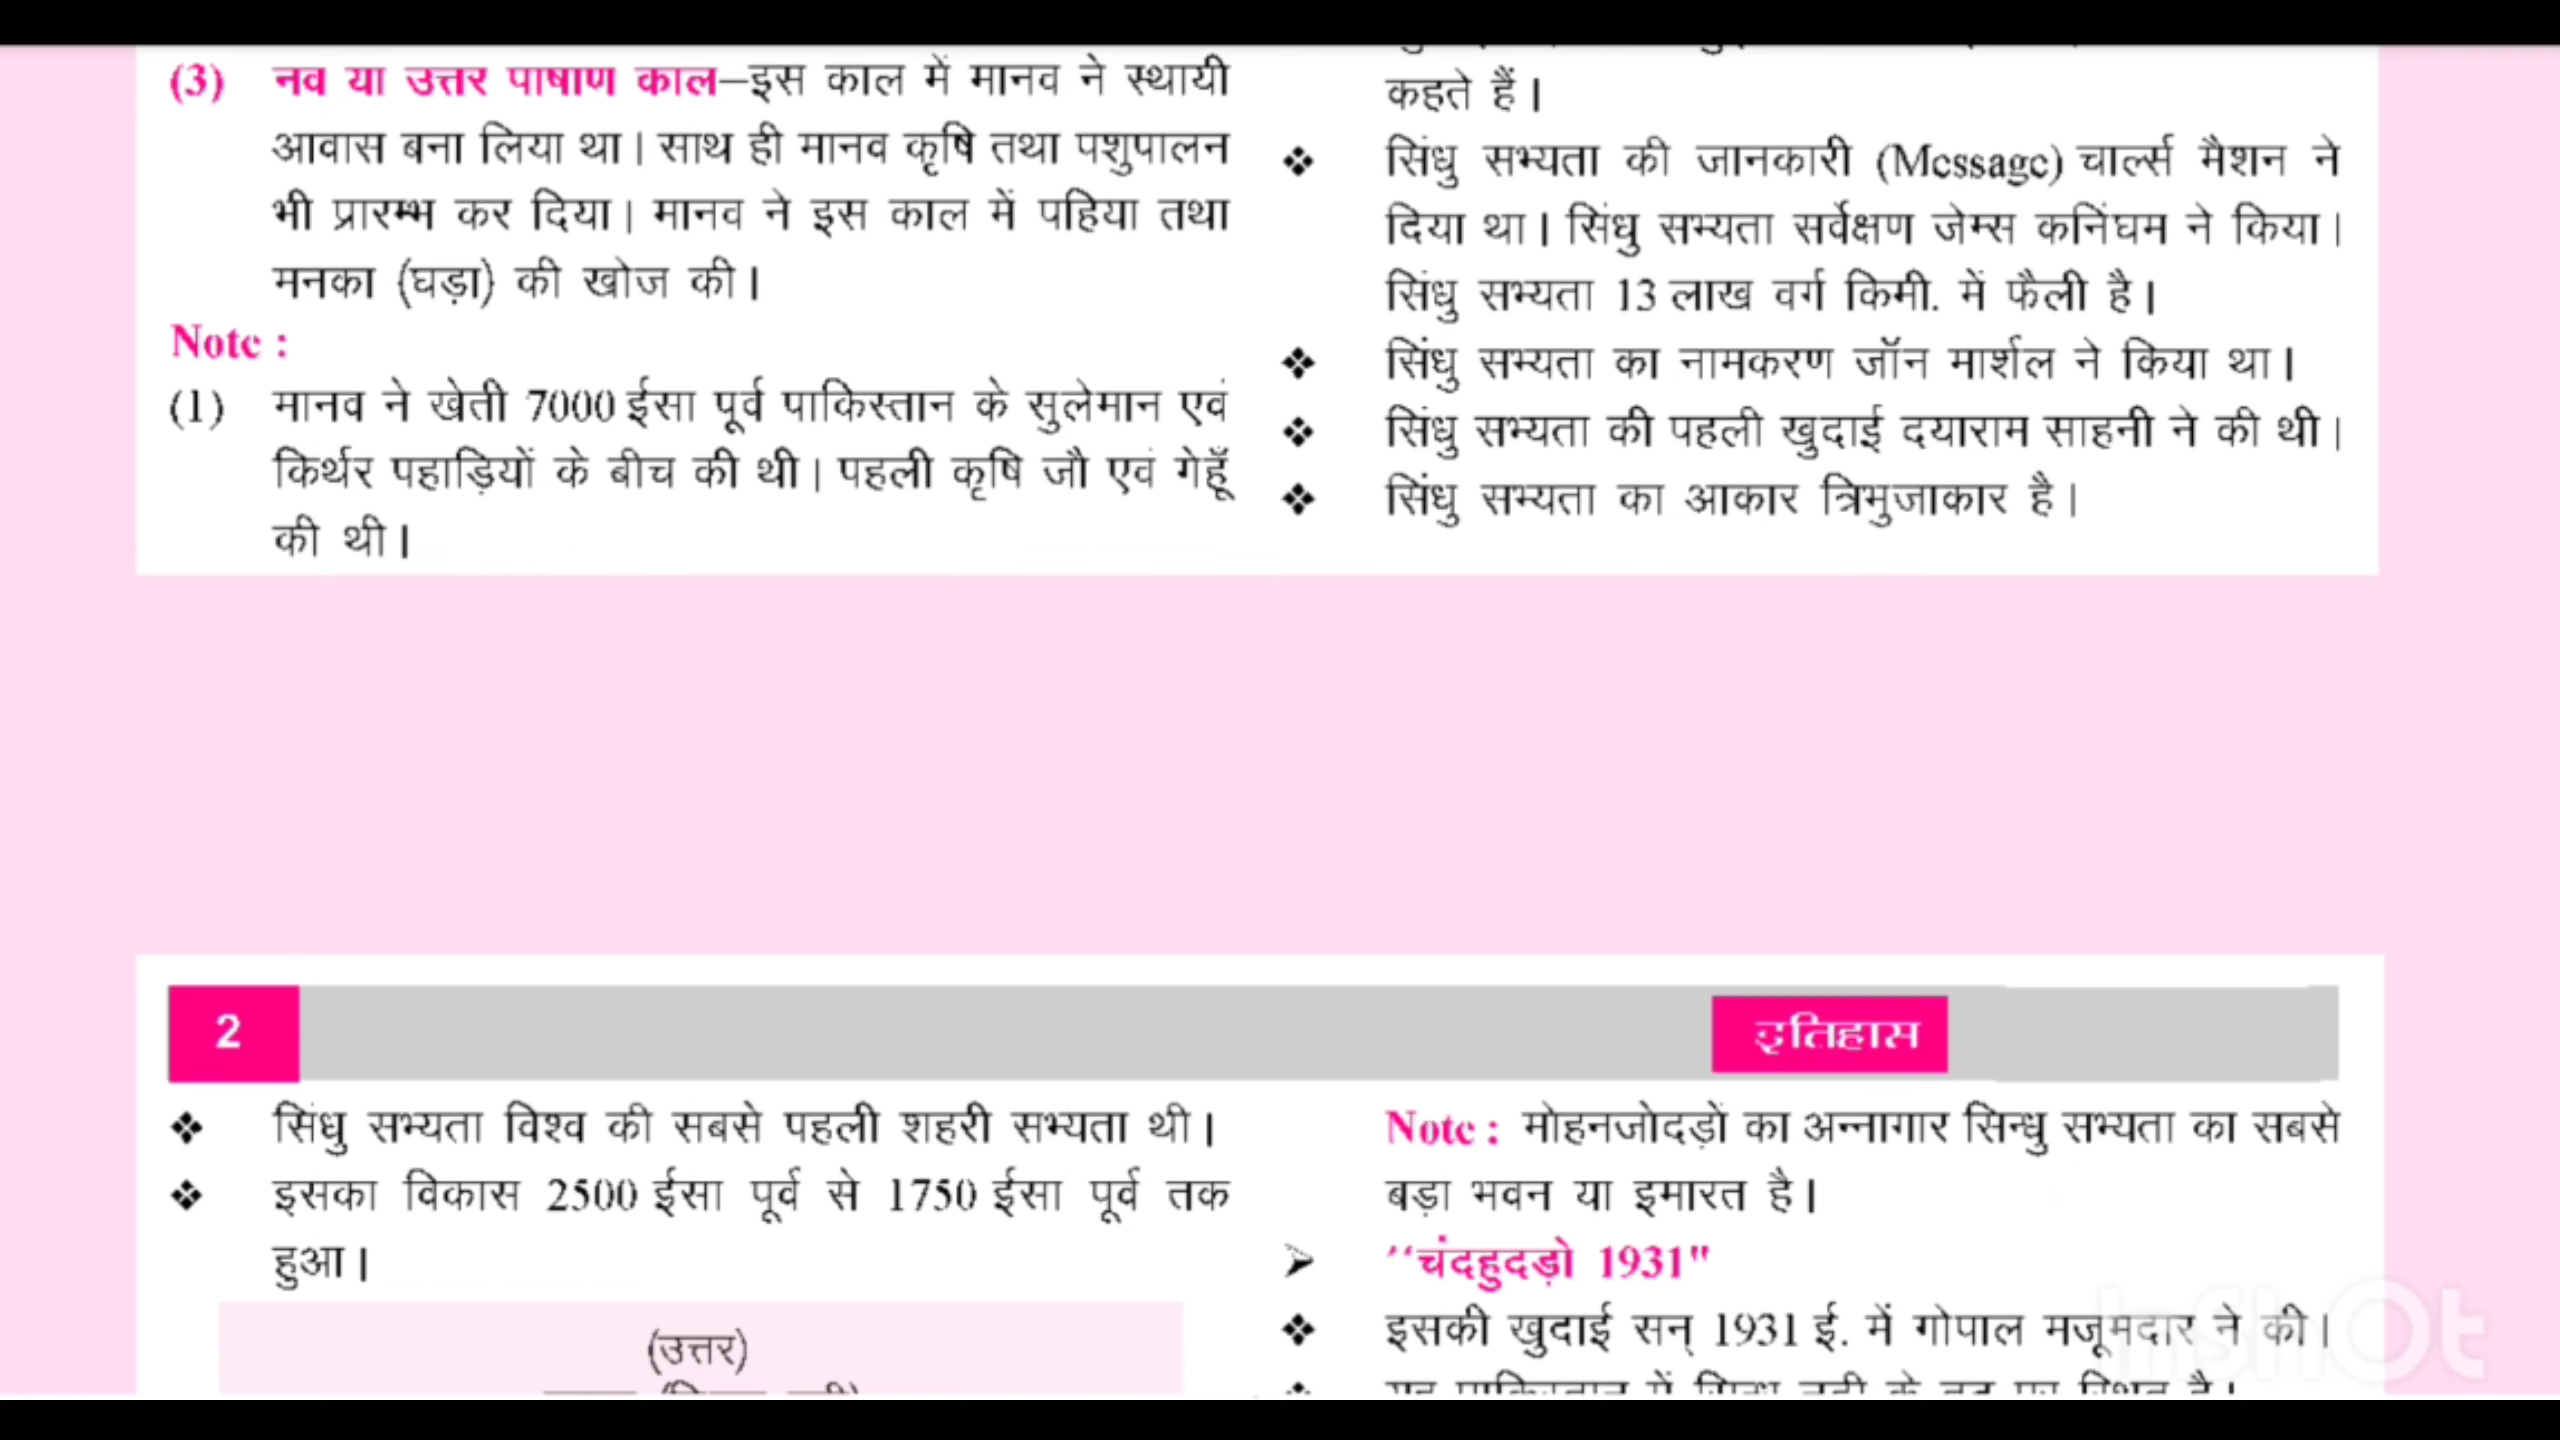 (3) नव या उत्तर पाषाण काल–इस काल में मानव ने स्थायी
आवास बना लिया था। साथ ही मानव कृषि तथा पशुपालन
भी प्रारम्भ कर दिया। मानव ने इस काल में पहिया तथा
मनका (घड़ा) की खोज की।
Note :
(1) मानव ने खेती 7000 ईसा पूर्व पाकिस्तान के सुलेमान एवं
किर्थर पहाड़ियों के बीच की थी। पहली कृषि जौ एवं गेहूँ
की थी।
कहते हैं।
❖ सिंधु सभ्यता की जानकारी (Message) चार्ल्स मैशन ने
दिया था। सिंधु सभ्यता सर्वेक्षण जेम्स कनिंघम ने किया।
सिंधु सभ्यता 13 लाख वर्ग किमी. में फैली है।
❖ सिंधु सभ्यता का नामकरण जॉन मार्शल ने किया था।
❖ सिंधु सभ्यता की पहली खुदाई दयाराम साहनी ने की थी।
❖ सिंधु सभ्यता का आकार त्रिभुजाकार है।
2
इतिहास
❖ सिंधु सभ्यता विश्व की सबसे पहली शहरी सभ्यता थी।
❖ इसका विकास 2500 ईसा पूर्व से 1750 ईसा पूर्व तक
हुआ।
(उत्तर)
Note : मोहनजोदड़ों का अन्नागार सिन्धु सभ्यता का सबसे
बड़ा भवन या इमारत है।
➢ ‘‘चंदहुदड़ो 1931"
❖ इसकी खुदाई सन् 1931 ई. में गोपाल मजूमदार ने की।
InShOt